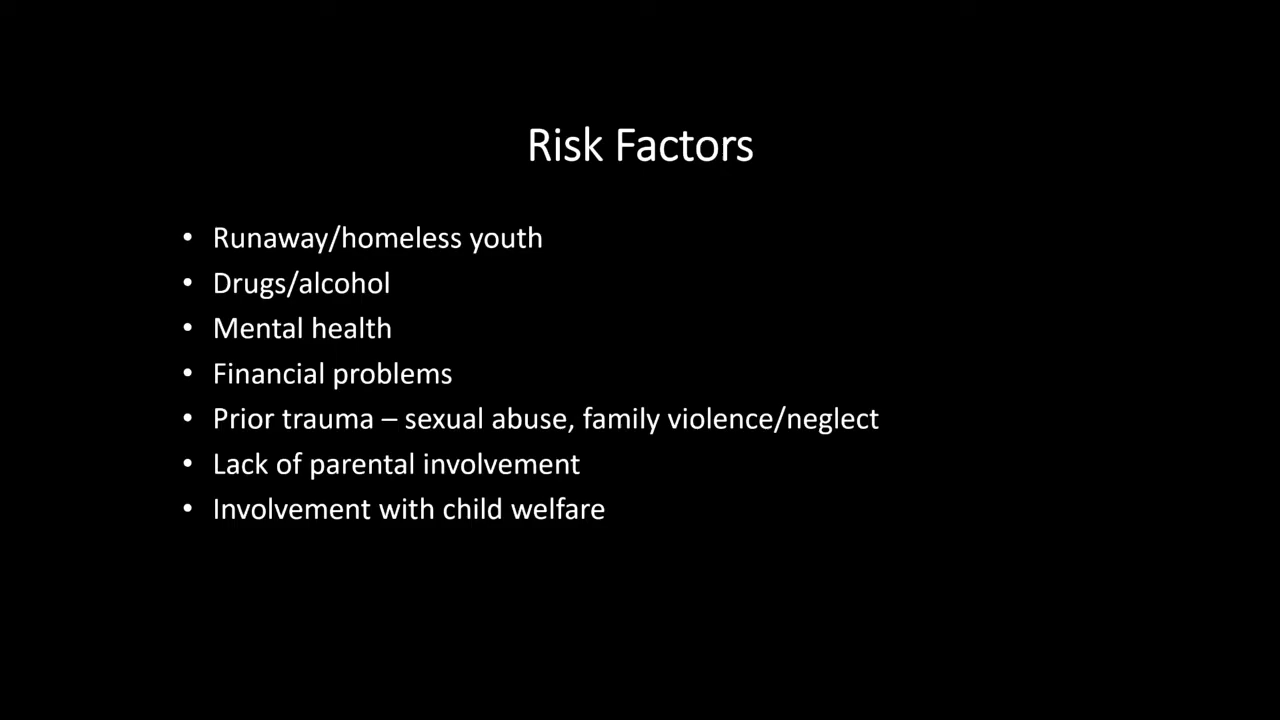 Risk Factors
• Runaway/homeless youth
• Drugs/alcohol
• Mental health
• Financial problems
• Prior trauma – sexual abuse, family violence/neglect
• Lack of parental involvement
• Involvement with child welfare